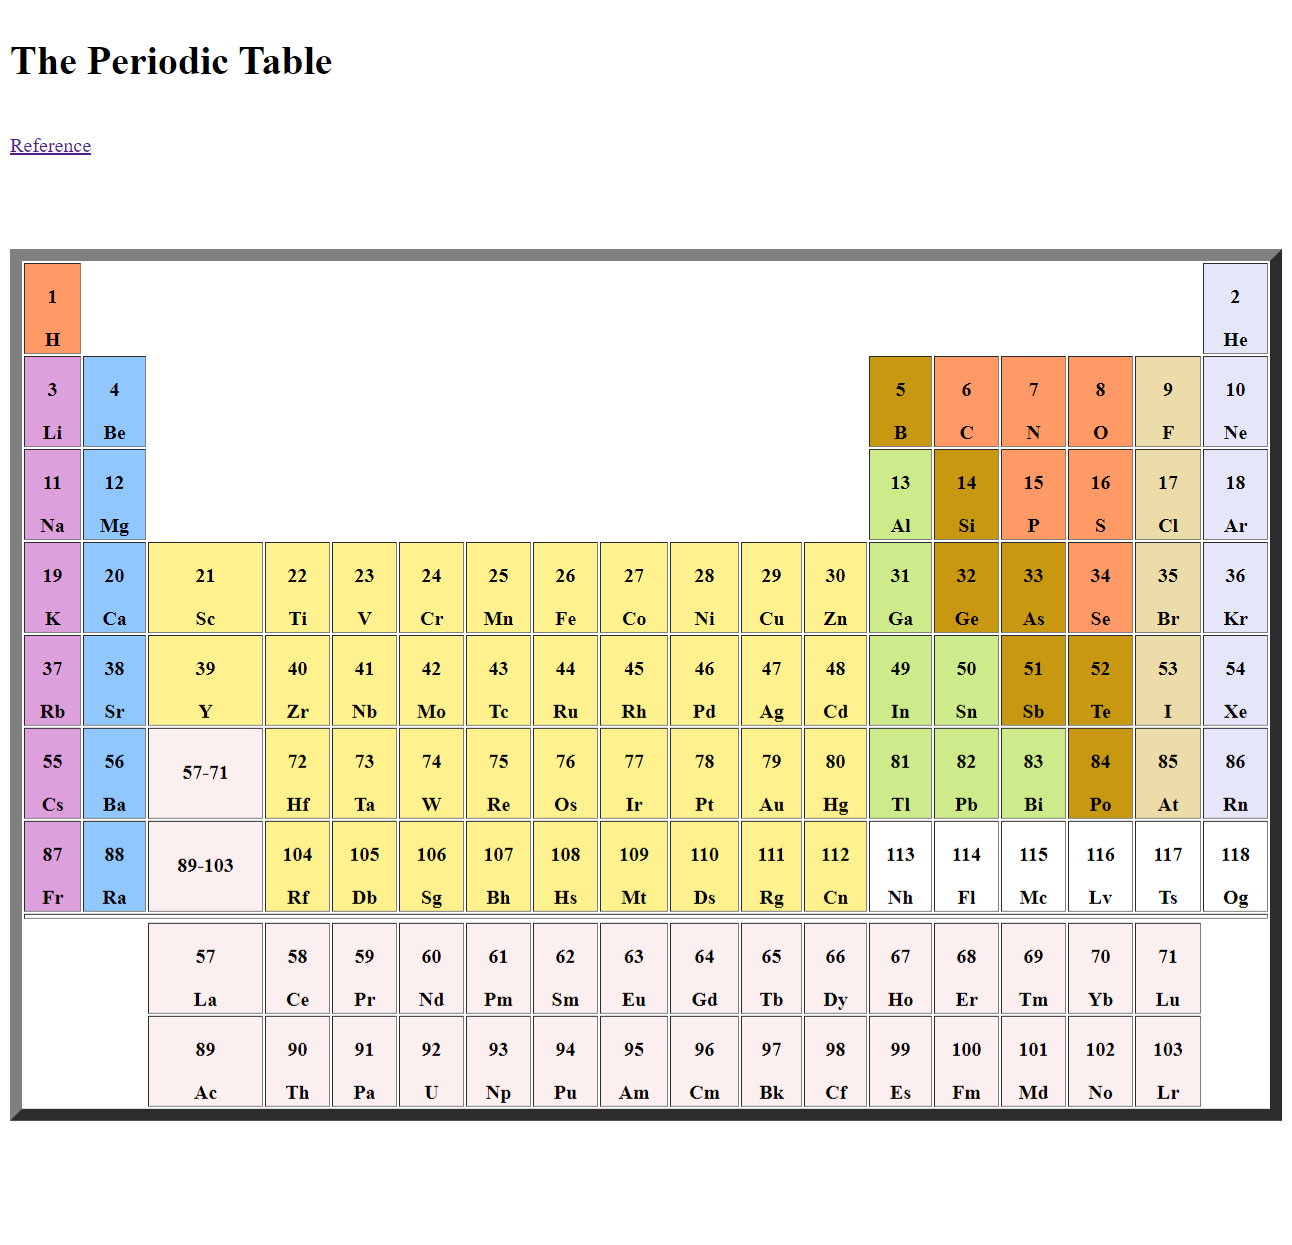 The Periodic Table
Reference
1 2
H He
3 4 5 6 7 8 9 10
Li Be B C N O F Ne
11 12 13 14 15 16 17 18
Na Mg Al Si P S Cl Ar
19 20 21 22 23 24 25 26 27 28 29 30 31 32 33 34 35 36
K Ca Sc Ti V Cr Mn Fe Co Ni Cu Zn Ga Ge As Se Br Kr
37 38 39 40 41 42 43 44 45 46 47 48 49 50 51 52 53 54
Rb Sr Y Zr Nb Mo Tc Ru Rh Pd Ag Cd In Sn Sb Te I Xe
55 56 57-71 72 73 74 75 76 77 78 79 80 81 82 83 84 85 86
Cs Ba Hf Ta W Re Os Ir Pt Au Hg Tl Pb Bi Po At Rn
87 88 89-103 104 105 106 107 108 109 110 111 112 113 114 115 116 117 118
Fr Ra Rf Db Sg Bh Hs Mt Ds Rg Cn Nh Fl Mc Lv Ts Og
57 58 59 60 61 62 63 64 65 66 67 68 69 70 71
La Ce Pr Nd Pm Sm Eu Gd Tb Dy Ho Er Tm Yb Lu
89 90 91 92 93 94 95 96 97 98 99 100 101 102 103
Ac Th Pa U Np Pu Am Cm Bk Cf Es Fm Md No Lr